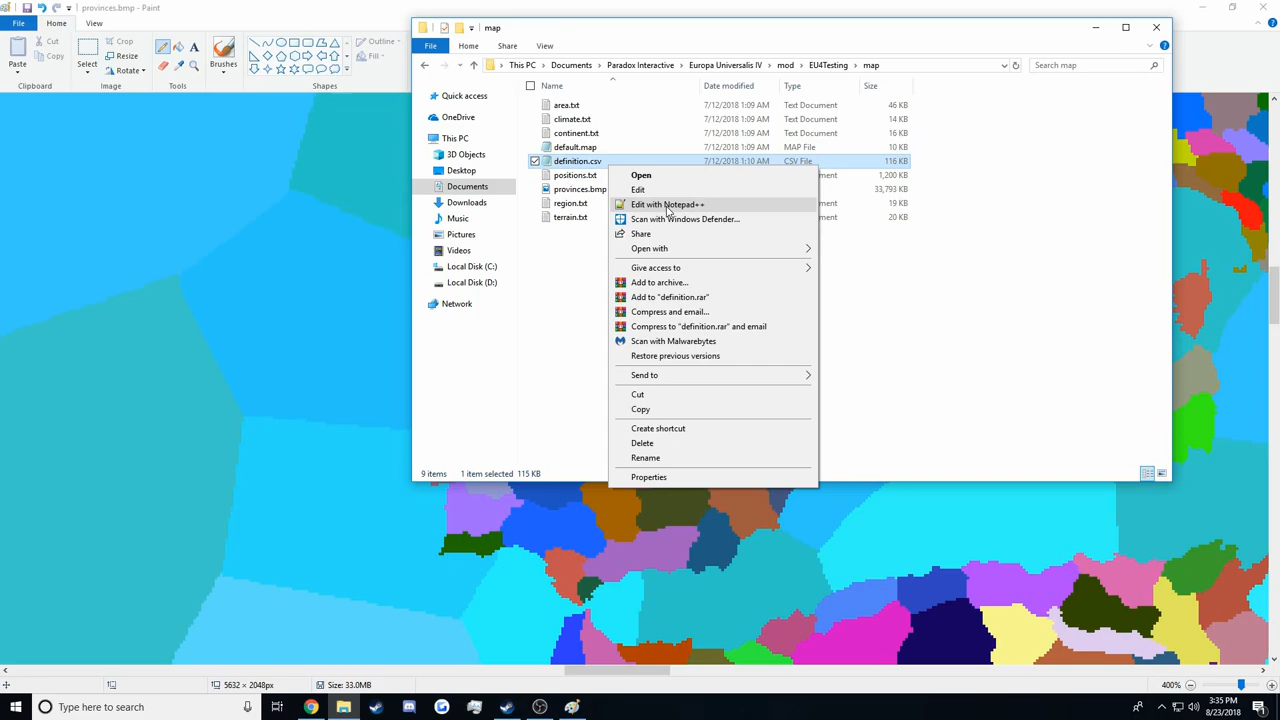 provinces.bmp - Paint
File Home View
Paste Cut Copy Clipboard
Select Crop Resize Rotate Image
Tools
Brushes
Outline Fill Shapes
map
File Home Share View
This PC Documents Paradox Interactive Europa Universalis IV mod EU4Testing map
Search map
Name Date modified Type Size
Quick access
OneDrive
This PC
3D Objects
Desktop
Documents
Downloads
Music
Pictures
Videos
Local Disk (C:)
Local Disk (D:)
Network
area.txt 7/12/2018 1:09 AM Text Document 46 KB
climate.txt 7/12/2018 1:09 AM Text Document 14 KB
continent.txt 7/12/2018 1:09 AM Text Document 16 KB
default.map 7/12/2018 1:09 AM MAP File 10 KB
definition.csv 7/12/2018 1:10 AM CSV File 116 KB
positions.txt ument 1,200 KB
provinces.bmp 33,793 KB
region.txt ument 19 KB
terrain.txt ument 20 KB
Open
Edit
Edit with Notepad++
Scan with Windows Defender...
Share
Open with
Give access to
Add to archive...
Add to "definition.rar"
Compress and email...
Compress to "definition.rar" and email
Scan with Malwarebytes
Restore previous versions
Send to
Cut
Copy
Create shortcut
Delete
Rename
Properties
9 items 1 item selected 115 KB
5632 × 2048px Size: 33.0MB 400%
Type here to search
3:35 PM
8/23/2018